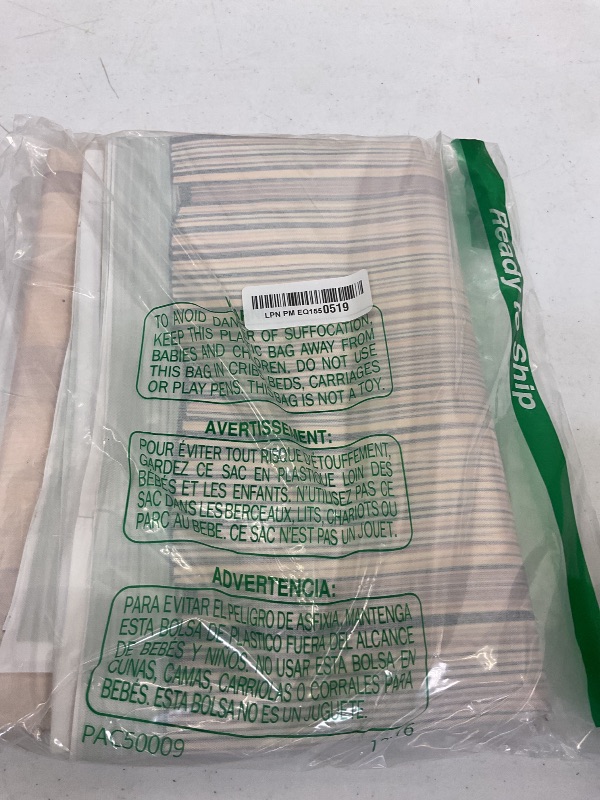 Ready to Ship
LPN PM EQ1550519
TO AVOID DAN
KEEP THIS PLA R OF SUFFOCATION,
BABIES AND CHI C BAG AWAY FROM
THIS BAG IN CRIB REN. DO NOT USE
OR PLAY PENS. THIS BEDS, CARRIAGES
BAG IS NOT A TOY.
AVERTISSEMENT:
POUR ÉVITER TOUT RISQUE D'ETOUFFEMENT,
GARDEZ CE SAC EN PLASTIQUE LOIN DES
BÉBÉS ET LES ENFANTS. N'UTILISEZ PAS CE
SAC DANS LES BERCEAUX, LITS, CHARIOTS OU
PARC AU BEBE. CE SAC N'EST PAS UN JOUET.
ADVERTENCIA:
PARA EVITAR EL PELIGRO DE ASFIXIA, MANTENGA
ESTA BOLSA DE PLASTICO FUERA DEL ALCANCE
DE BEBÉS Y NIÑOS. NO USAR ESTA BOLSA EN
CUNAS, CAMAS, CARRIOLAS O CORRALES PARA
BEBÉS. ESTA BOLSA NO ES UN JUGUETE.
PAC50009